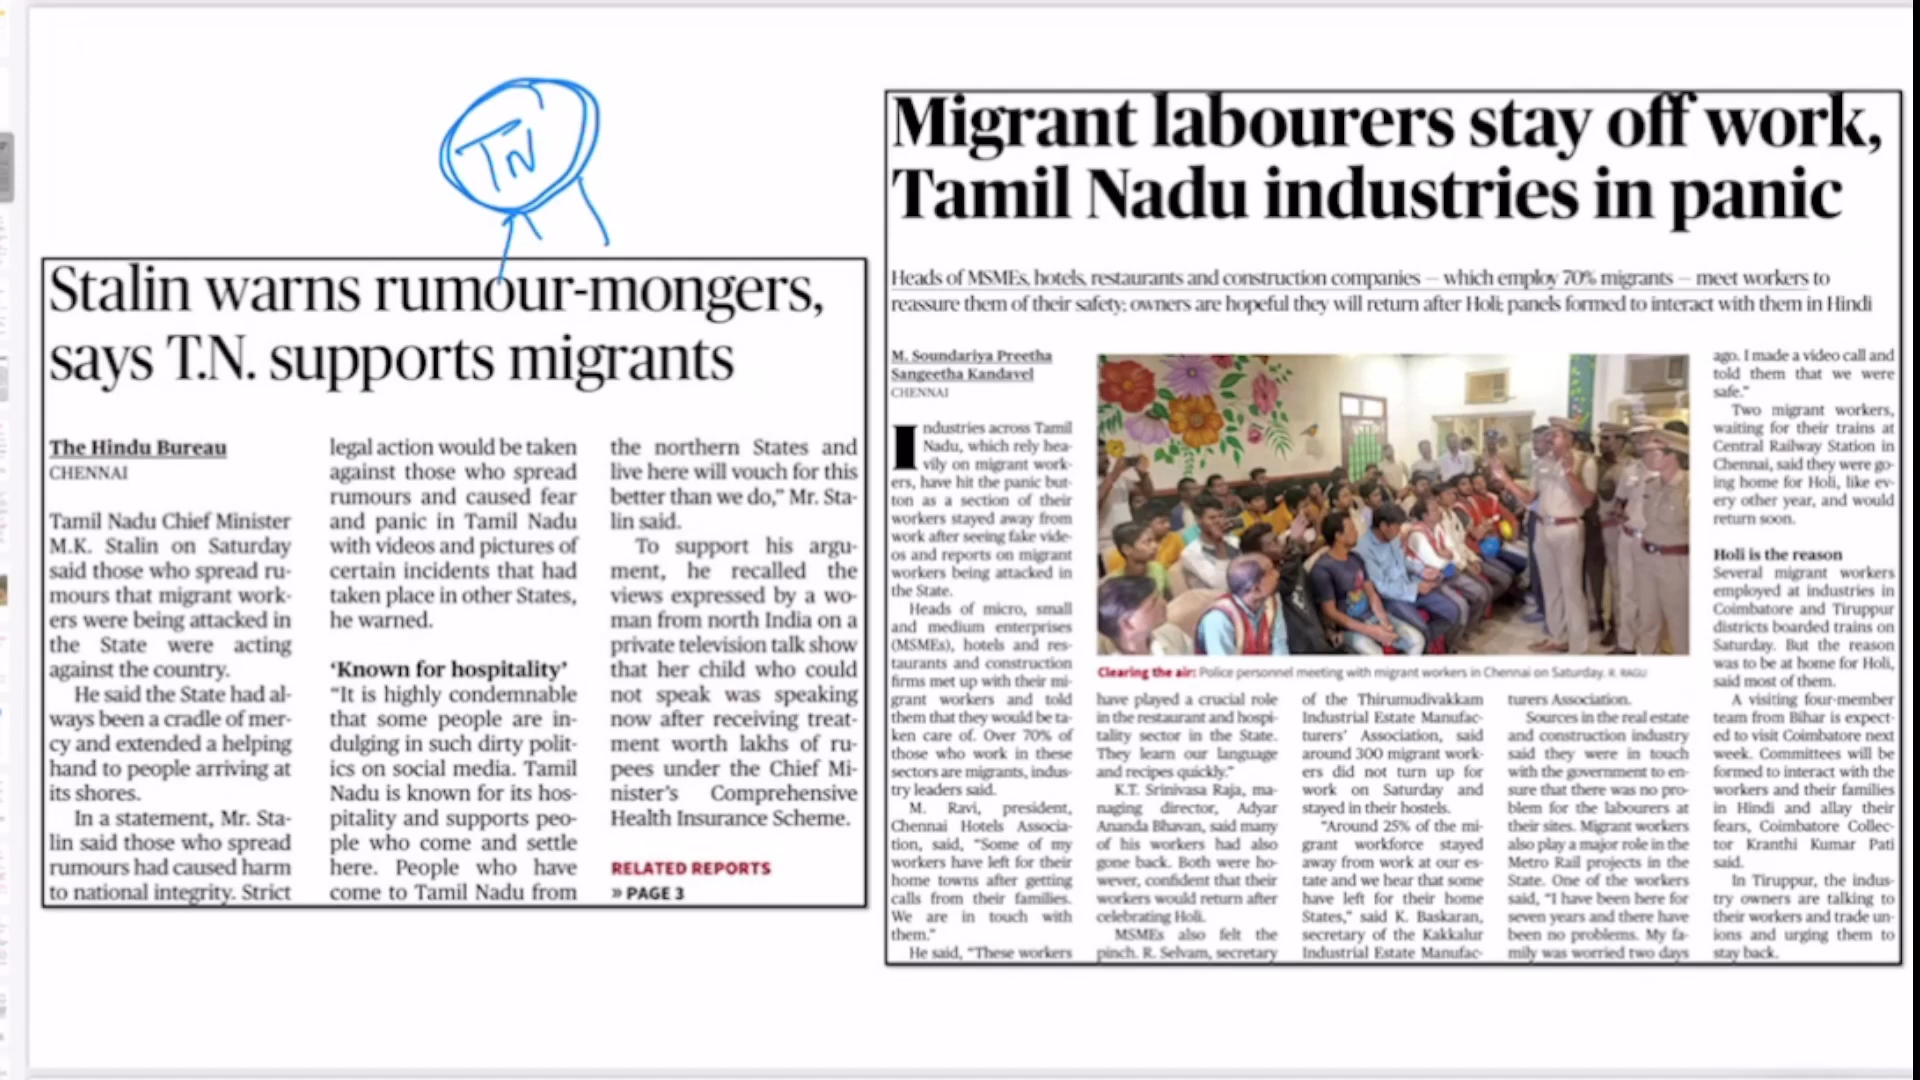 TN
Stalin warns rumour-mongers,
says T.N. supports migrants
The Hindu Bureau
CHENNAI
Tamil Nadu Chief Minister
M.K. Stalin on Saturday
said those who spread ru-
mours that migrant work-
ers were being attacked in
the State were acting
against the country.
He said the State had al-
ways been a cradle of mer-
cy and extended a helping
hand to people arriving at
its shores.
In a statement, Mr. Sta-
lin said those who spread
rumours had caused harm
to national integrity. Strict
legal action would be taken
against those who spread
rumours and caused fear
and panic in Tamil Nadu
with videos and pictures of
certain incidents that had
taken place in other States,
he warned.
‘Known for hospitality’
“It is highly condemnable
that some people are in-
dulging in such dirty polit-
ics on social media. Tamil
Nadu is known for its hos-
pitality and supports peo-
ple who come and settle
here. People who have
come to Tamil Nadu from
the northern States and
live here will vouch for this
better than we do,” Mr. Sta-
lin said.
To support his argu-
ment, he recalled the
views expressed by a wo-
man from north India on a
private television talk show
that her child who could
not speak was speaking
now after receiving treat-
ment worth lakhs of ru-
pees under the Chief Mi-
nister’s Comprehensive
Health Insurance Scheme.
RELATED REPORTS
» PAGE 3
Migrant labourers stay off work,
Tamil Nadu industries in panic
Heads of MSMEs, hotels, restaurants and construction companies — which employ 70% migrants — meet workers to
reassure them of their safety; owners are hopeful they will return after Holi; panels formed to interact with them in Hindi
M. Soundariya Preetha
Sangeetha Kandavel
CHENNAI
Industries across Tamil
Nadu, which rely hea-
vily on migrant work-
ers, have hit the panic but-
ton as a section of their
workers stayed away from
work after seeing fake vide-
os and reports on migrant
workers being attacked in
the State.
Heads of micro, small
and medium enterprises
(MSMEs), hotels and res-
taurants and construction
firms met up with their mi-
grant workers and told
them that they would be ta-
ken care of. Over 70% of
those who work in these
sectors are migrants, indus-
try leaders said.
M. Ravi, president,
Chennai Hotels Associa-
tion, said, “Some of my
workers have left for their
home towns after getting
calls from their families.
We are in touch with
them.”
He said, “These workers
Clearing the air: Police personnel meeting with migrant workers in Chennai on Saturday. R. RAGU
have played a crucial role
in the restaurant and hospi-
tality sector in the State.
They learn our language
and recipes quickly.”
K.T. Srinivasa Raja, ma-
naging director, Adyar
Ananda Bhavan, said many
of his workers had also
gone back. Both were ho-
wever, confident that their
workers would return after
celebrating Holi.
MSMEs also felt the
pinch. R. Selvam, secretary
of the Thirumudivakkam
Industrial Estate Manufac-
turers’ Association, said
around 300 migrant work-
ers did not turn up for
work on Saturday and
stayed in their hostels.
“Around 25% of the mi-
grant workforce stayed
away from work at our es-
tate and we hear that some
have left for their home
States,” said K. Baskaran,
secretary of the Kakkalur
Industrial Estate Manufac-
turers Association.
Sources in the real estate
and construction industry
said they were in touch
with the government to en-
sure that there was no pro-
blem for the labourers at
their sites. Migrant workers
also play a major role in the
Metro Rail projects in the
State. One of the workers
said, “I have been here for
seven years and there have
been no problems. My fa-
mily was worried two days
ago. I made a video call and
told them that we were
safe.”
Two migrant workers,
waiting for their trains at
Central Railway Station in
Chennai, said they were go-
ing home for Holi, like ev-
ery other year, and would
return soon.
Holi is the reason
Several migrant workers
employed at industries in
Coimbatore and Tiruppur
districts boarded trains on
Saturday. But the reason
was to be at home for Holi,
said most of them.
A visiting four-member
team from Bihar is expect-
ed to visit Coimbatore next
week. Committees will be
formed to interact with the
workers and their families
in Hindi and allay their
fears, Coimbatore Collec-
tor Kranthi Kumar Pati
said.
In Tiruppur, the indus-
try owners are talking to
their workers and trade un-
ions and urging them to
stay back.